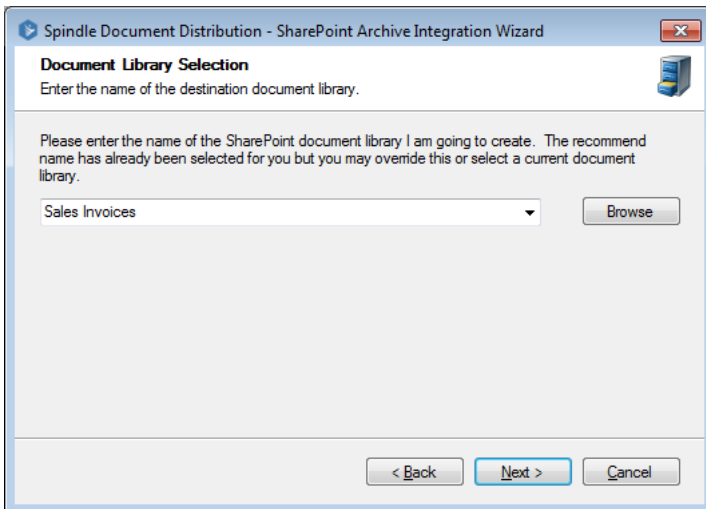 Spindle Document Distribution - SharePoint Archive Integration Wizard
Document Library Selection
Enter the name of the destination document library.
Please enter the name of the SharePoint document library I am going to create.  The recommend
name has already been selected for you but you may override this or select a current document
library.
Sales Invoices
Browse
< Back
Next >
Cancel